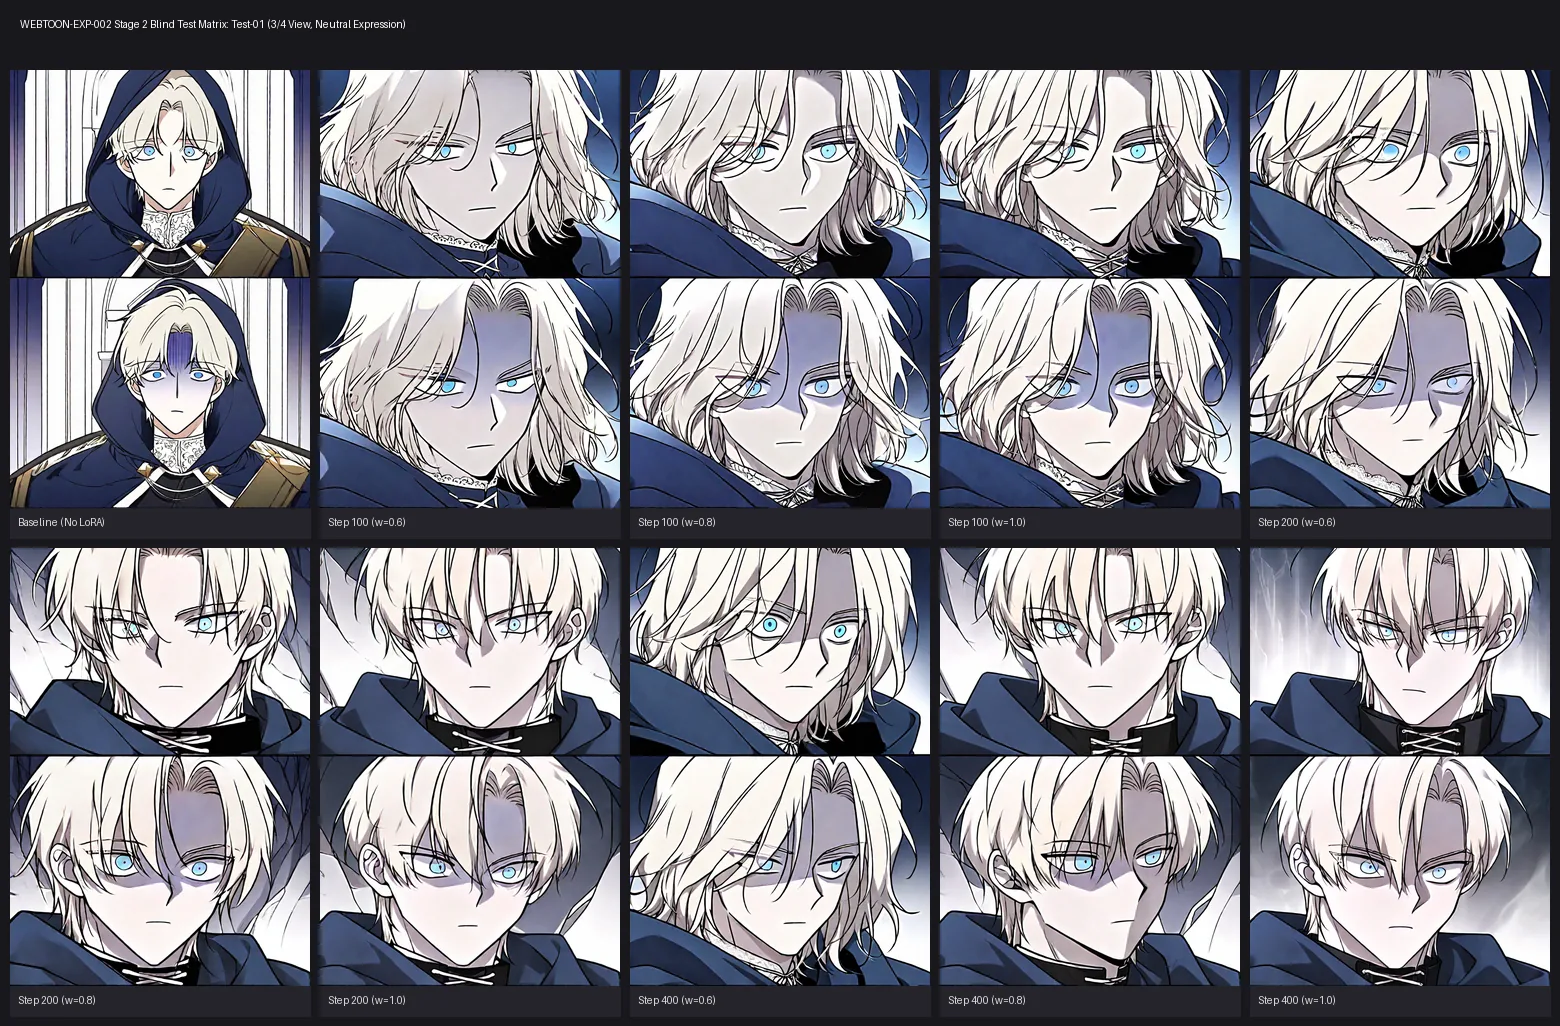 WEBTOON-EXP-002 Stage 2 Blind Test Matrix: Test-01 (3/4 View, Neutral Expression)
Baseline (No LoRA)
Step 100 (w=0.6)
Step 100 (w=0.8)
Step 100 (w=1.0)
Step 200 (w=0.6)
Step 200 (w=0.8)
Step 200 (w=1.0)
Step 400 (w=0.6)
Step 400 (w=0.8)
Step 400 (w=1.0)